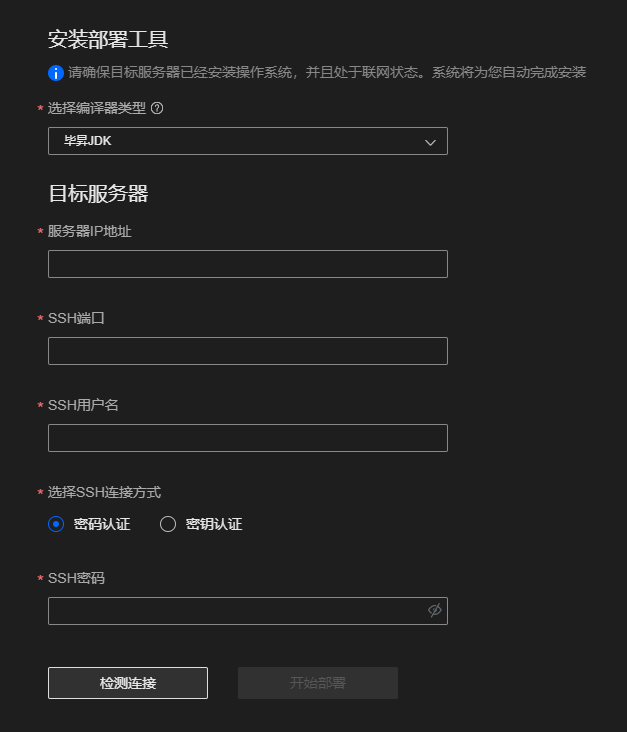 安装部署工具
请确保目标服务器已经安装操作系统，并且处于联网状态。系统将为您自动完成安装
* 选择编译器类型
毕昇JDK
目标服务器
* 服务器IP地址
* SSH端口
* SSH用户名
* 选择SSH连接方式
密码认证 密钥认证
* SSH密码
检测连接 开始部署